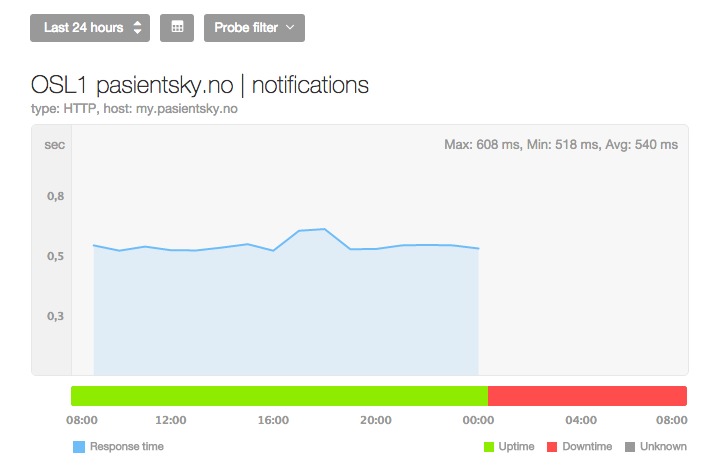 Last 24 hours Probe filter
OSL1 pasientsky.no | notifications
type: HTTP, host: my.pasientsky.no
sec Max: 608 ms, Min: 518 ms, Avg: 540 ms
0,8
0,5
0,3
08:00 12:00 16:00 20:00 00:00 04:00 08:00
Response time Uptime Downtime Unknown